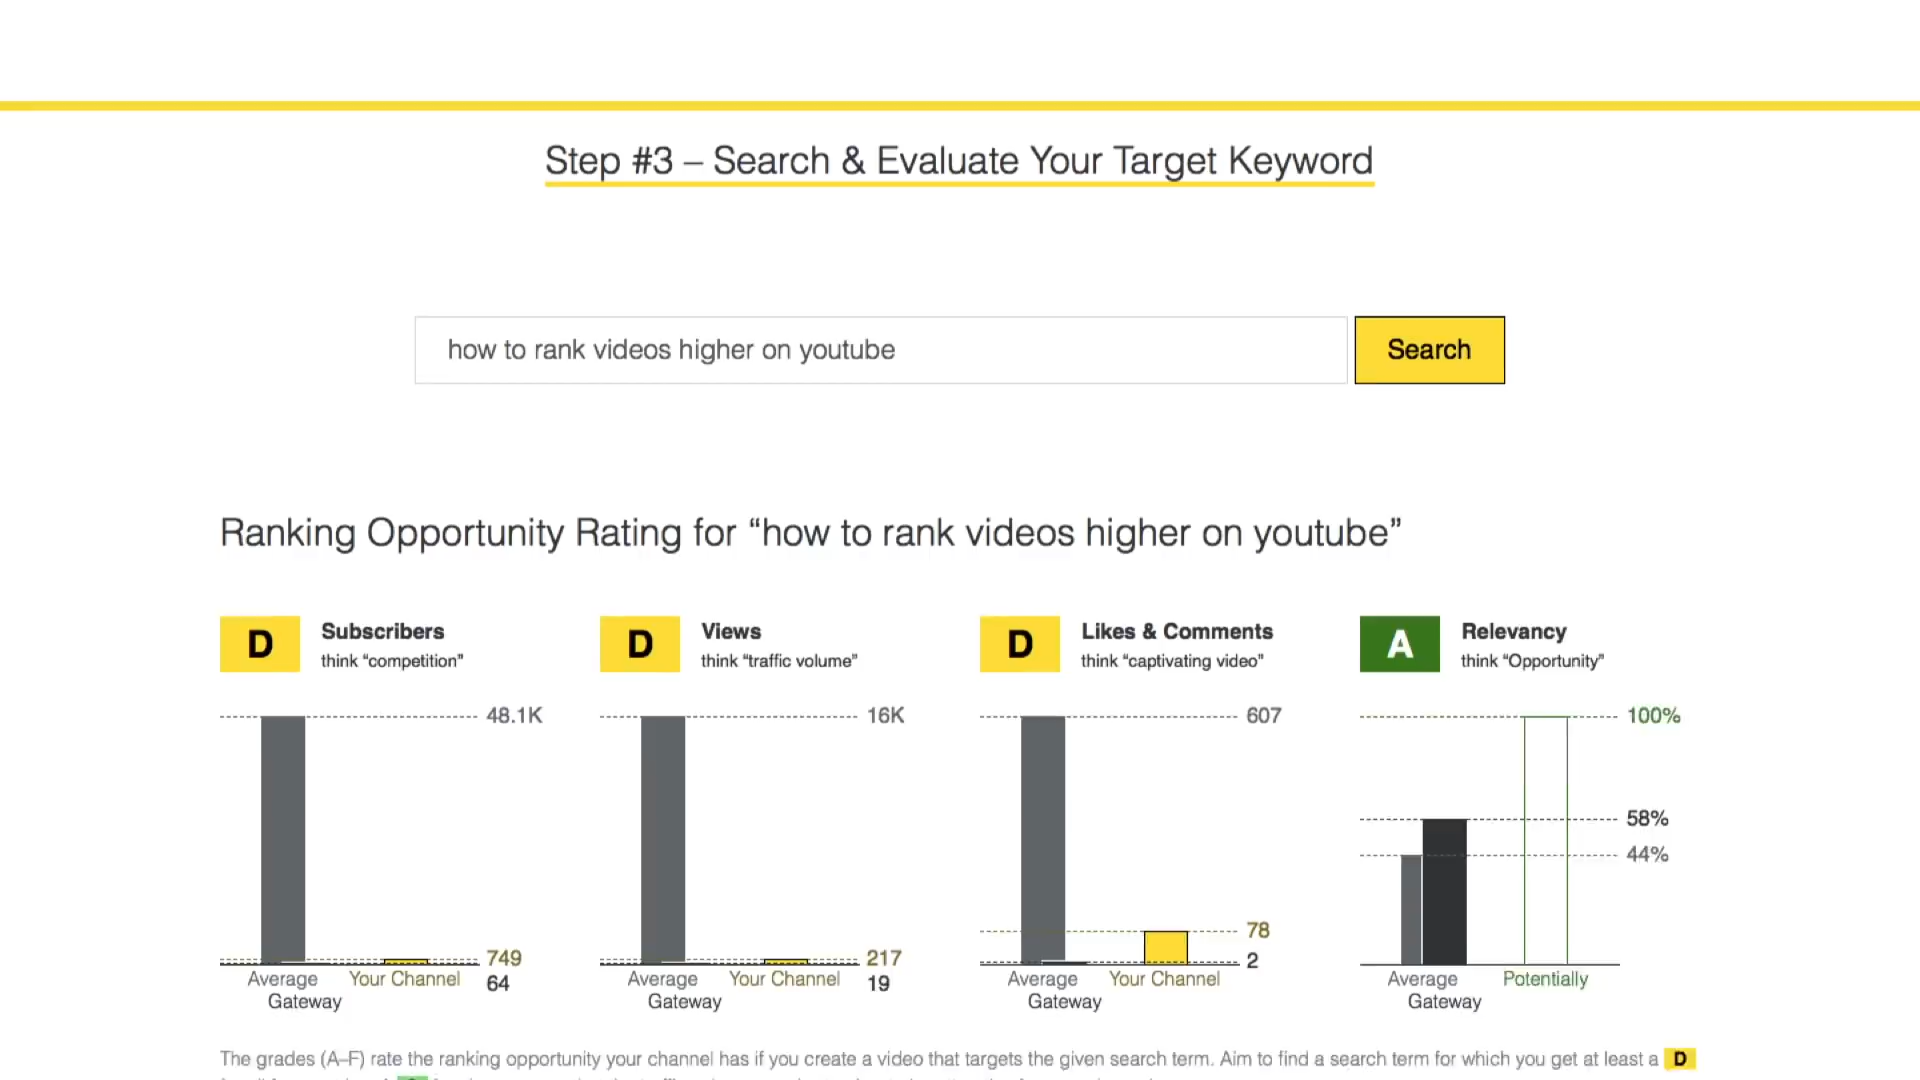 Step #3 – Search & Evaluate Your Target Keyword
how to rank videos higher on youtube
Search
Ranking Opportunity Rating for “how to rank videos higher on youtube”
D
Subscribers
think “competition”
48.1K
749
64
Average
Your Channel
Gateway
D
Views
think “traffic volume”
16K
217
19
Average
Your Channel
Gateway
D
Likes & Comments
think “captivating video”
607
78
2
Average
Your Channel
Gateway
A
Relevancy
think “Opportunity”
100%
58%
44%
Average
Potentially
Gateway
The grades (A–F) rate the ranking opportunity your channel has if you create a video that targets the given search term. Aim to find a search term for which you get at least a D